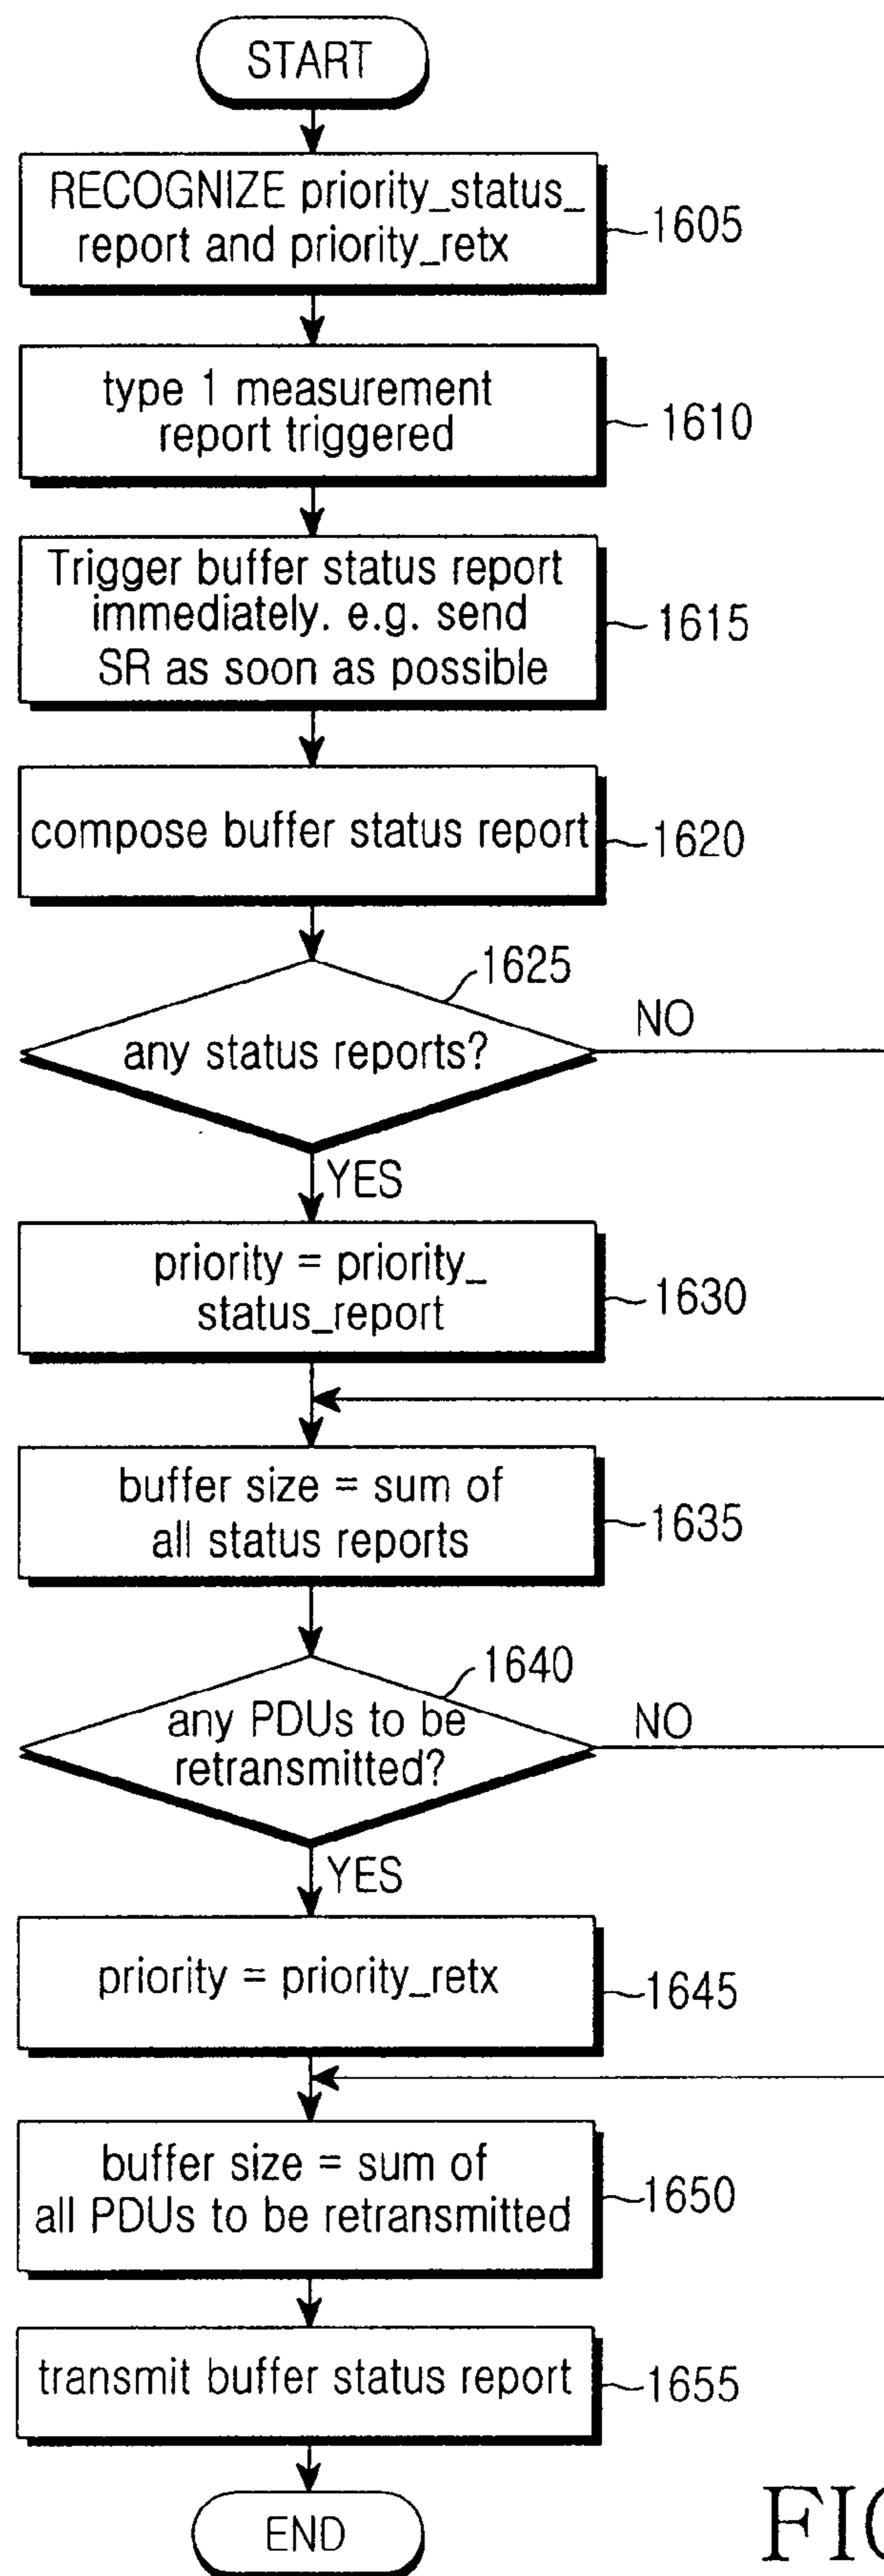 START
RECOGNIZE priority_status_
report and priority_retx
1605
type 1 measurement
report triggered
1610
Trigger buffer status report
immediately. e.g. send
SR as soon as possible
1615
compose buffer status report
1620
1625
any status reports?
NO
YES
priority = priority_
status_report
1630
buffer size = sum of
all status reports
1635
1640
any PDUs to be
retransmitted?
NO
YES
priority = priority_retx
1645
buffer size = sum of
all PDUs to be retransmitted
1650
transmit buffer status report
1655
END